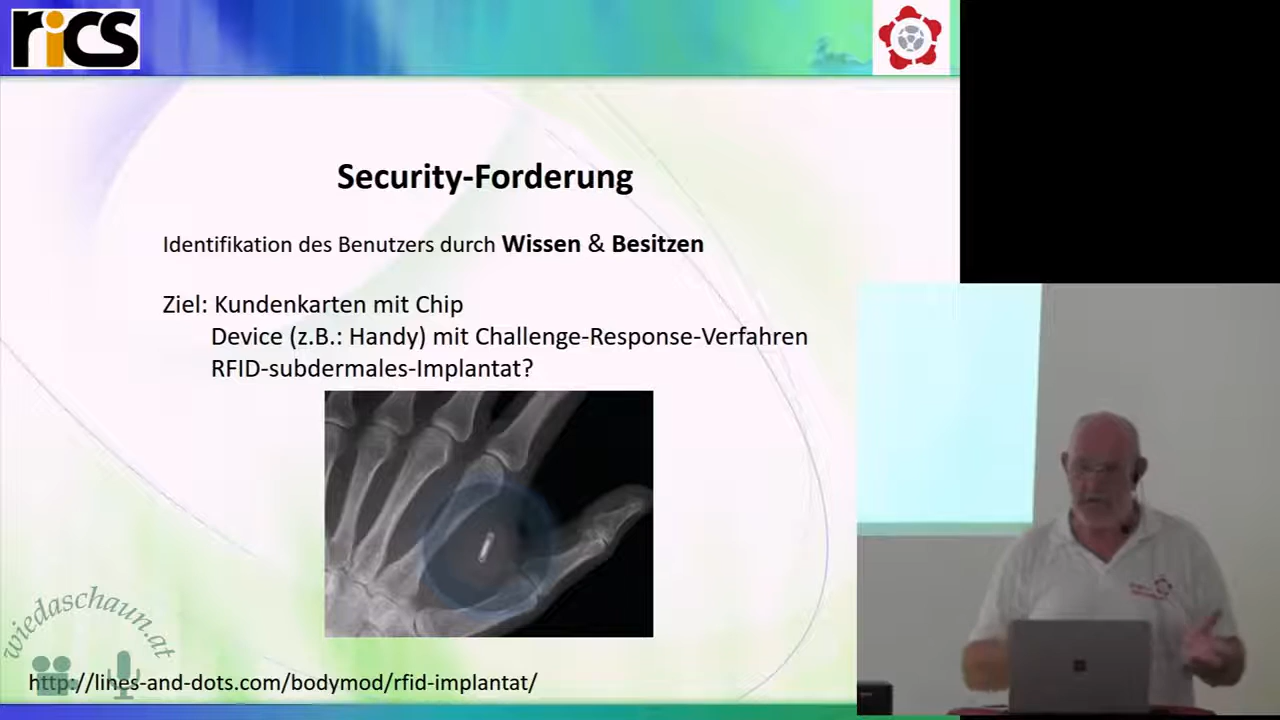 rics
Security-Forderung
Identifikation des Benutzers durch Wissen & Besitzen
Ziel: Kundenkarten mit Chip
Device (z.B.: Handy) mit Challenge-Response-Verfahren
RFID-subdermales-Implantat?
wiedaschaun.at
http://lines-and-dots.com/bodymod/rfid-implantat/